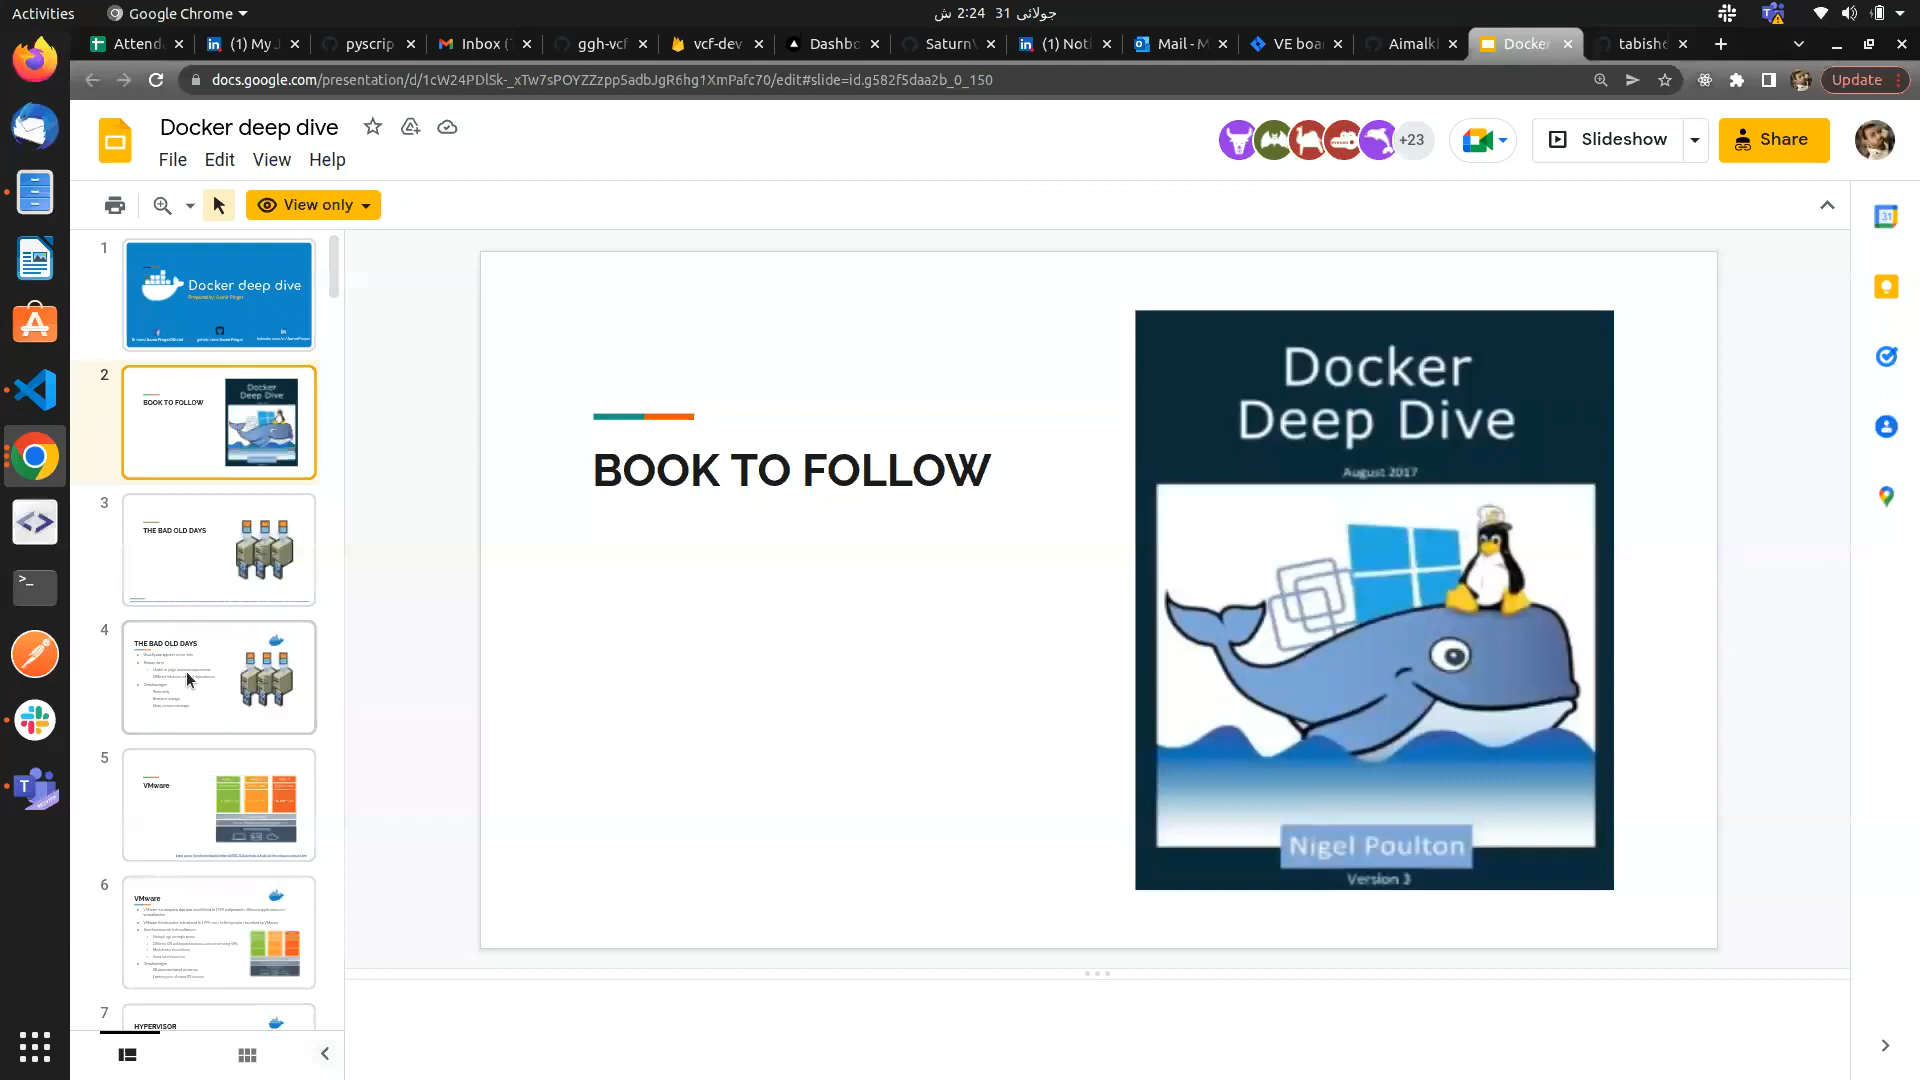 Activities
Google Chrome
جولائی 31 2:24 ش
Attend
(1) My J
pyscrip
Inbox (
ggh-vcf
vcf-dev
Dashbo
Saturn
(1) Noti
Mail - M
VE boa
Aimalk
Docker
tabish
docs.google.com/presentation/d/1cW24PDlSk-_xTw7sPOYZZzpp5adbJgR6hg1XmPafc70/edit#slide=id.g582f5daa2b_0_150
Update
Docker deep dive
File Edit View Help
+23
Slideshow
Share
View only
1
Docker deep dive
2
BOOK TO FOLLOW
Docker
Deep Dive
3
THE BAD OLD DAYS
4
THE BAD OLD DAYS
5
VMware
6
VMware
7
HYPERVISOR
BOOK TO FOLLOW
Docker
Deep Dive
August 2017
Nigel Poulton
Version 3
31